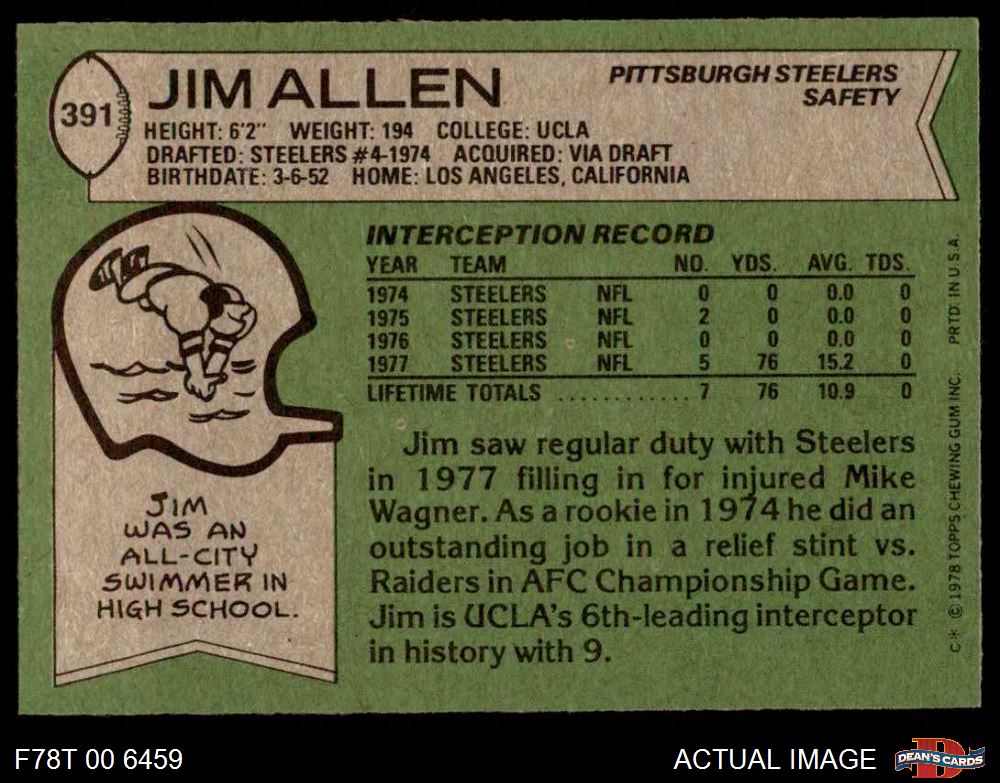 391
JIM ALLEN
PITTSBURGH STEELERS
SAFETY
HEIGHT: 6'2" WEIGHT: 194 COLLEGE: UCLA
DRAFTED: STEELERS #4-1974 ACQUIRED: VIA DRAFT
BIRTHDATE: 3-6-52 HOME: LOS ANGELES, CALIFORNIA
INTERCEPTION RECORD
YEAR TEAM NO. YDS. AVG. TDS.
1974 STEELERS NFL 0 0 0.0 0
1975 STEELERS NFL 2 0 0.0 0
1976 STEELERS NFL 0 0 0.0 0
1977 STEELERS NFL 5 76 15.2 0
LIFETIME TOTALS ............ 7 76 10.9 0
Jim saw regular duty with Steelers
in 1977 filling in for injured Mike
Wagner. As a rookie in 1974 he did an
outstanding job in a relief stint vs.
Raiders in AFC Championship Game.
Jim is UCLA's 6th-leading interceptor
in history with 9.
JIM
WAS AN
ALL-CITY
SWIMMER IN
HIGH SCHOOL.
C* © 1978 TOPPS CHEWING GUM INC. PRTD. IN U.S.A.
F78T 00 6459
ACTUAL IMAGE
D
DEAN'S CARDS